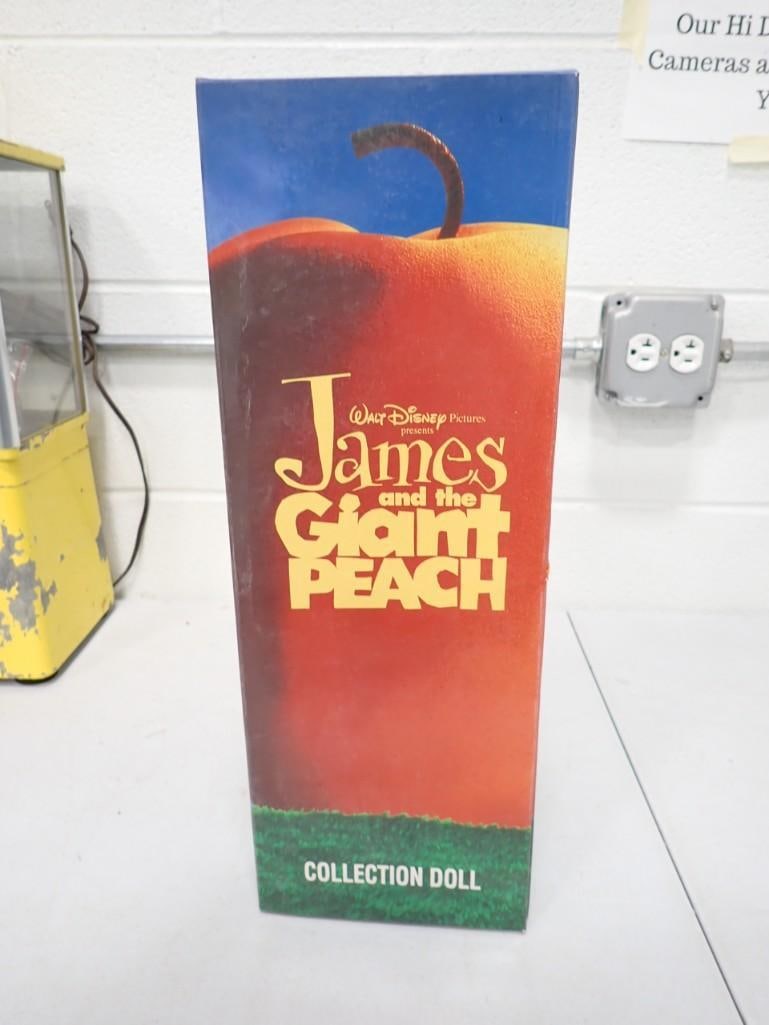 Our Hi
Cameras
WALT DISNEY Pictures
presents
James
and the
Giant
PEACH
COLLECTION DOLL